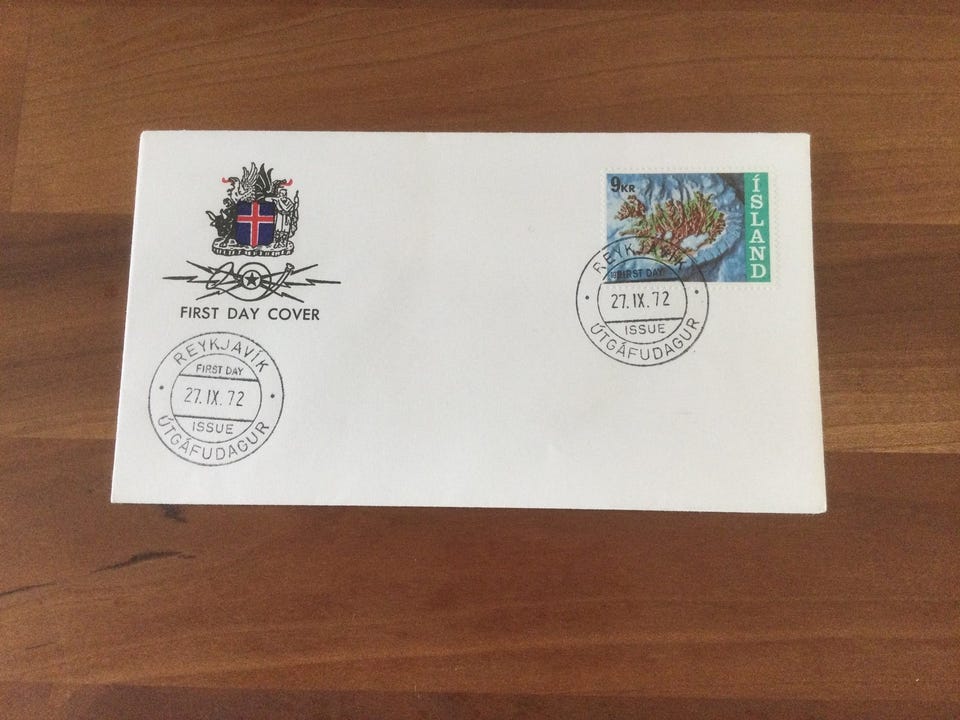 FIRST DAY COVER
REYKJAVÍK
FIRST DAY
27. IX. 72
ISSUE
ÚTGÁFUDAGUR
9KR
ÍSLAND
REYKJAVÍK
FIRST DAY
27. IX. 72
ISSUE
ÚTGÁFUDAGUR